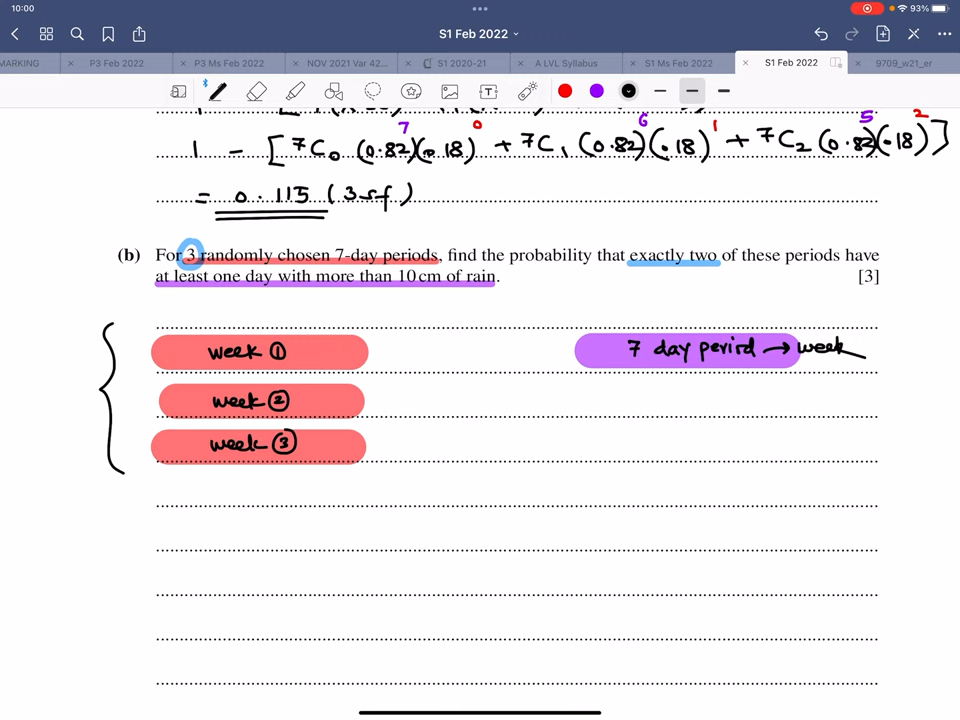 10:00
93%
S1 Feb 2022
MARKING
P3 Feb 2022
P3 Ms Feb 2022
NOV 2021 Var 42...
S1 2020-21
A LVL Syllabus
S1 Ms Feb 2022
S1 Feb 2022
9709_w21_er
1 - [ ⁷C₀ (0.82)⁷(0.18)⁰ + ⁷C₁ (0.82)⁶(.18)¹ + ⁷C₂ (0.82)⁵(.18)² ]
= 0.115 (3 sf)
(b) For 3 randomly chosen 7-day periods, find the probability that exactly two of these periods have
at least one day with more than 10 cm of rain. [3]
week ① 7 day period → week
week ②
week ③